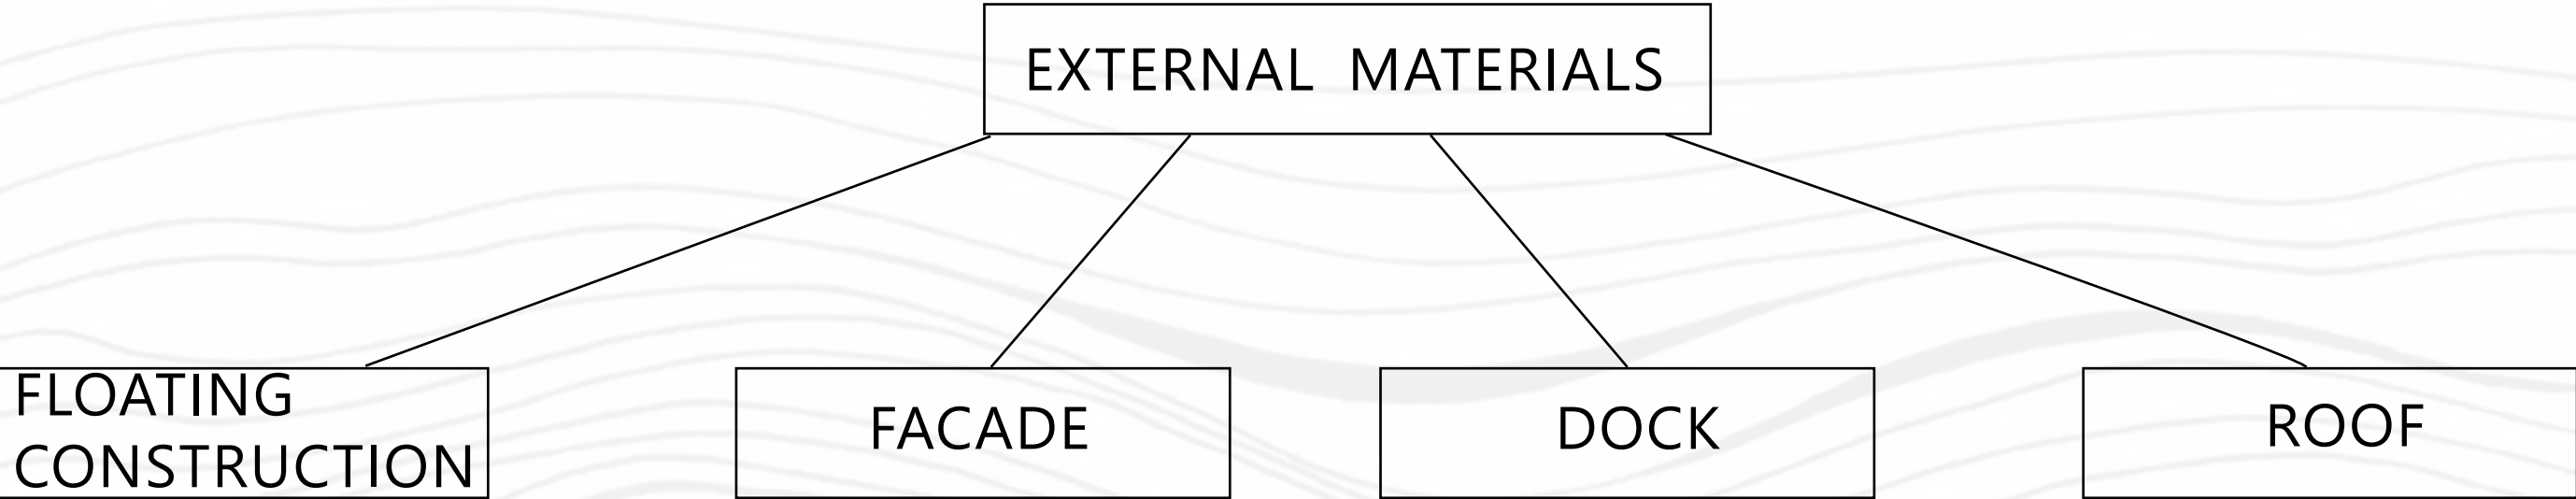 EXTERNAL MATERIALS
FLOATING
CONSTRUCTION
FACADE
DOCK
ROOF